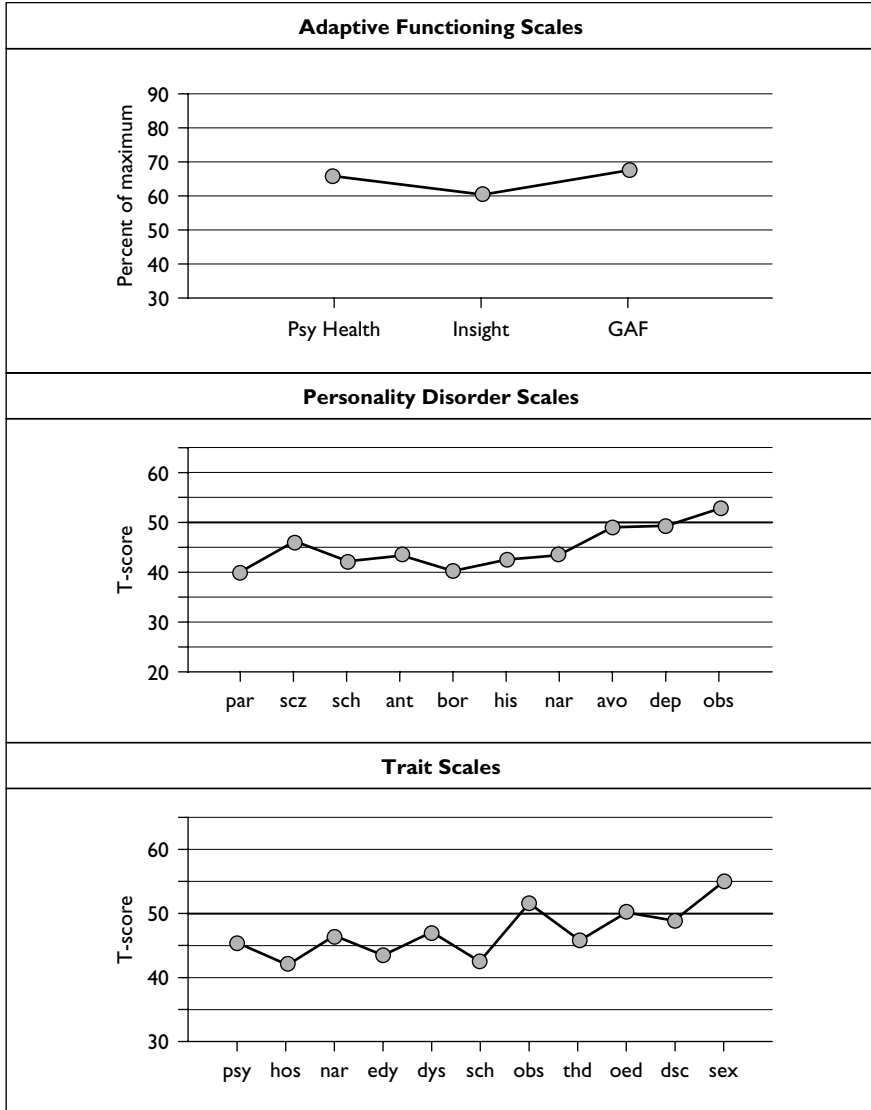 Adaptive Functioning Scales
Percent of maximum
90
80
70
60
50
40
30
Psy Health Insight GAF
Personality Disorder Scales
T-score
60
50
40
30
20
par scz sch ant bor his nar avo dep obs
Trait Scales
T-score
60
50
40
30
psy hos nar edy dys sch obs thd oed dsc sex